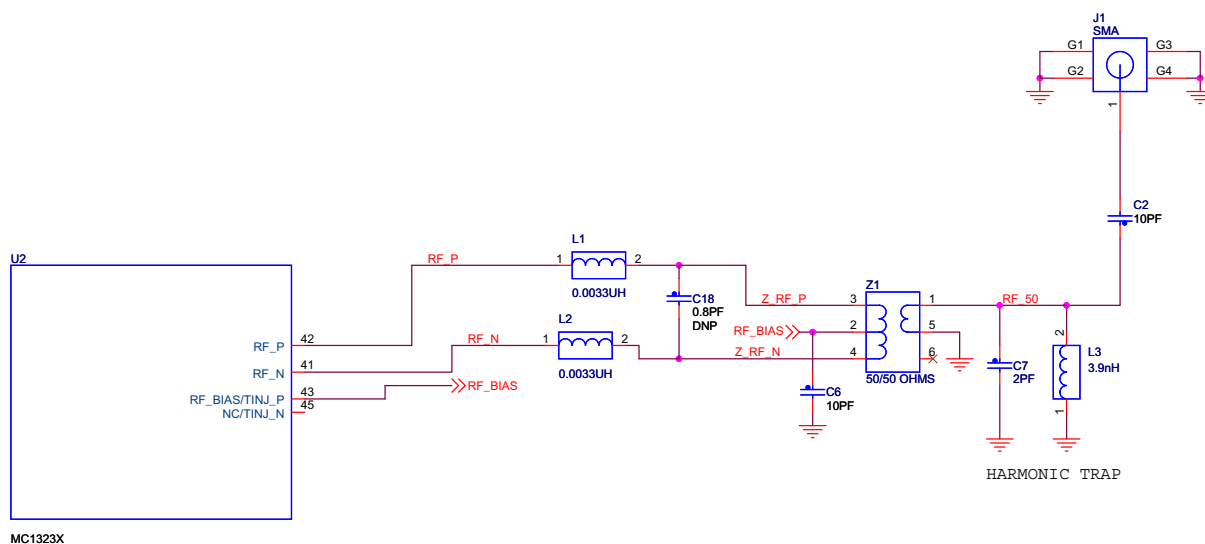 J1
SMA
G1
G3
G2
G4
1
C2
10PF
U2
L1
RF_P
1
2
0.0033UH
Z1
C18
0.8PF
DNP
Z_RF_P
3
1
RF_50
L2
RF_BIAS
2
5
RF_P
42
RF_N
1
2
0.0033UH
Z_RF_N
4
6
2
L3
3.9nH
1
RF_N
41
50/50 OHMS
C7
2PF
RF_BIAS/TINJ_P
43
RF_BIAS
C6
10PF
NC/TINJ_N
45
HARMONIC TRAP
MC1323X